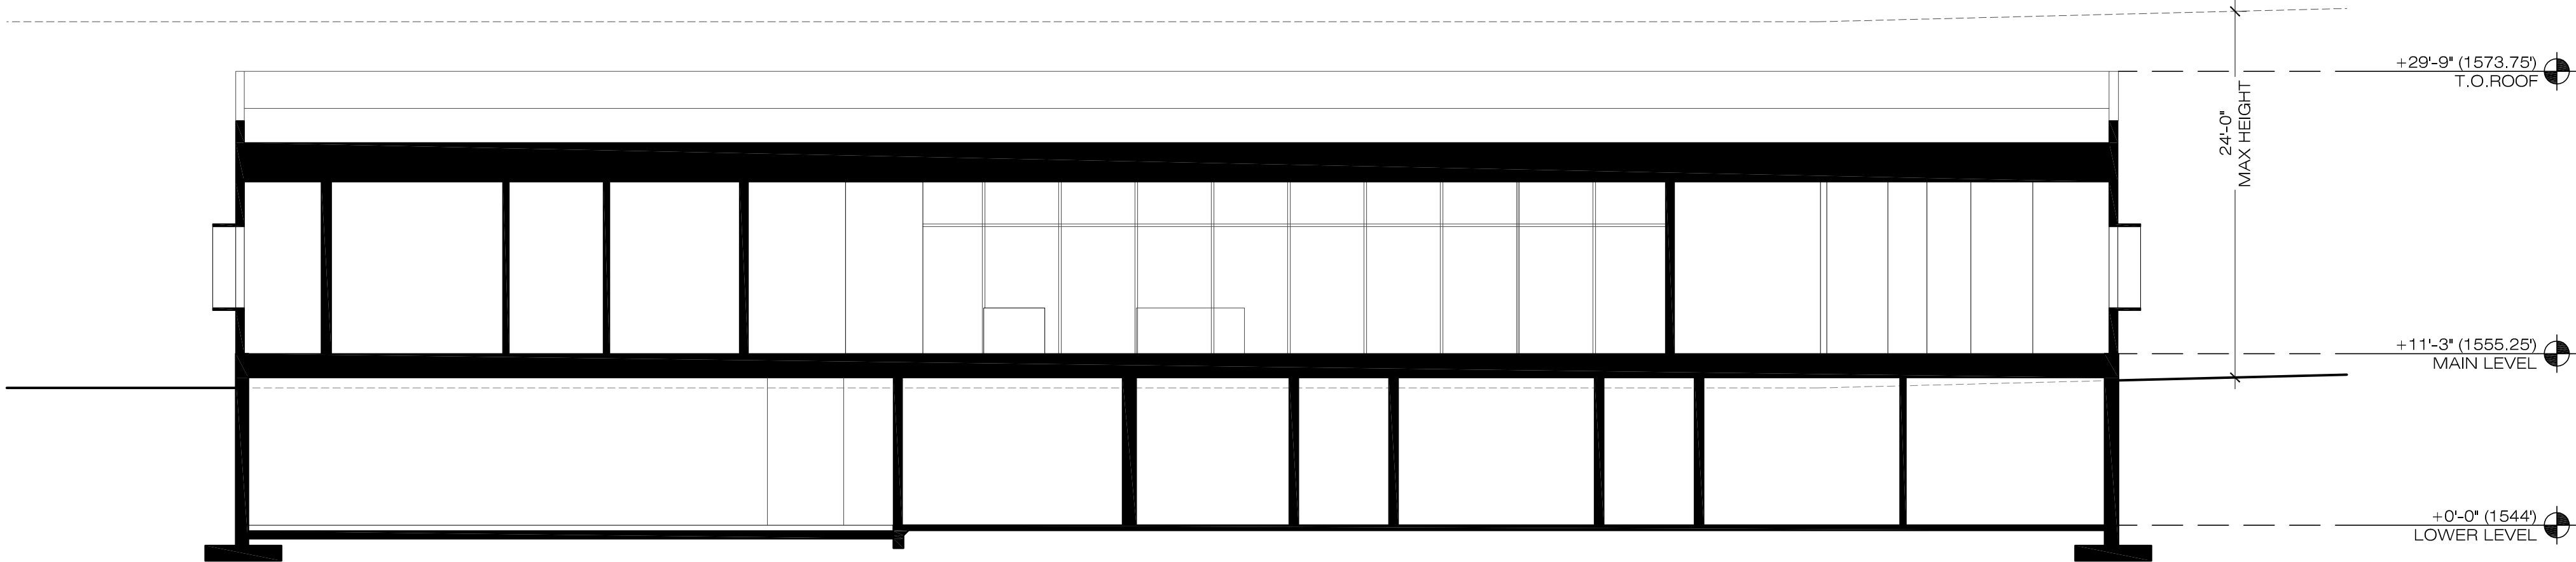 +29'-9" (1573.75')
T.O.ROOF
24'-0"
MAX HEIGHT
+11'-3" (1555.25')
MAIN LEVEL
+0'-0" (1544')
LOWER LEVEL